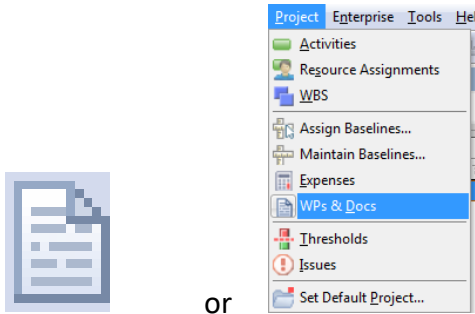 Project Enterprise Tools
Activities
Resource Assignments
WBS
Assign Baselines...
Maintain Baselines...
Expenses
WPs & Docs
Thresholds
Issues
Set Default Project...
or